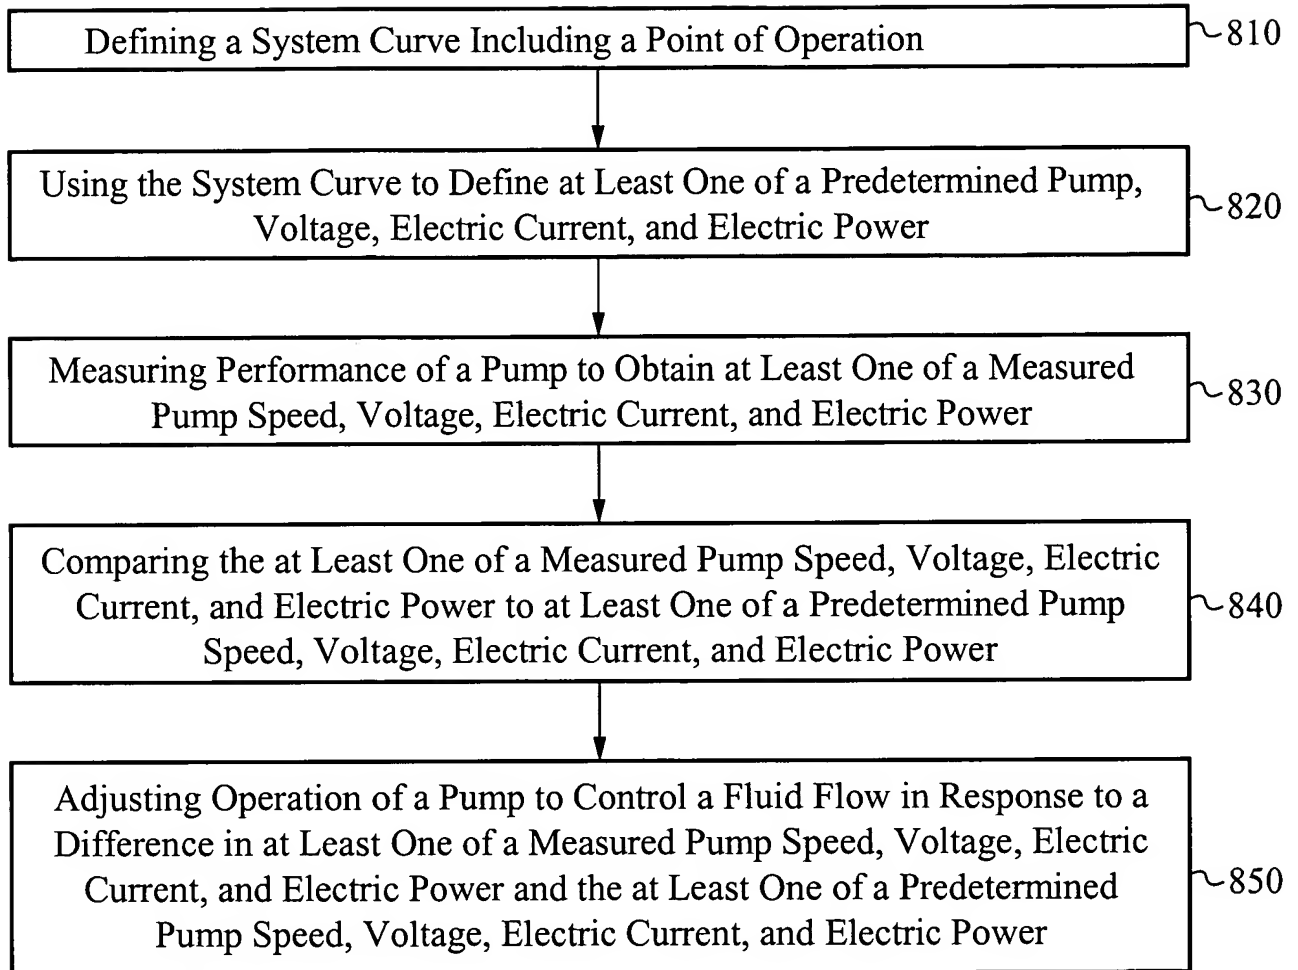 Defining a System Curve Including a Point of Operation
810
Using the System Curve to Define at Least One of a Predetermined Pump,
Voltage, Electric Current, and Electric Power
820
Measuring Performance of a Pump to Obtain at Least One of a Measured
Pump Speed, Voltage, Electric Current, and Electric Power
830
Comparing the at Least One of a Measured Pump Speed, Voltage, Electric
Current, and Electric Power to at Least One of a Predetermined Pump
Speed, Voltage, Electric Current, and Electric Power
840
Adjusting Operation of a Pump to Control a Fluid Flow in Response to a
Difference in at Least One of a Measured Pump Speed, Voltage, Electric
Current, and Electric Power and the at Least One of a Predetermined
Pump Speed, Voltage, Electric Current, and Electric Power
850